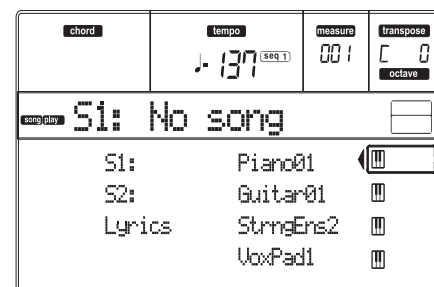 chord tempo measure transpose
♩- 137 seq 1 001 C 0
octave
song play S1: No song
S1: Piano01
S2: Guitar01
Lyrics StrngEns2
VoxPad1